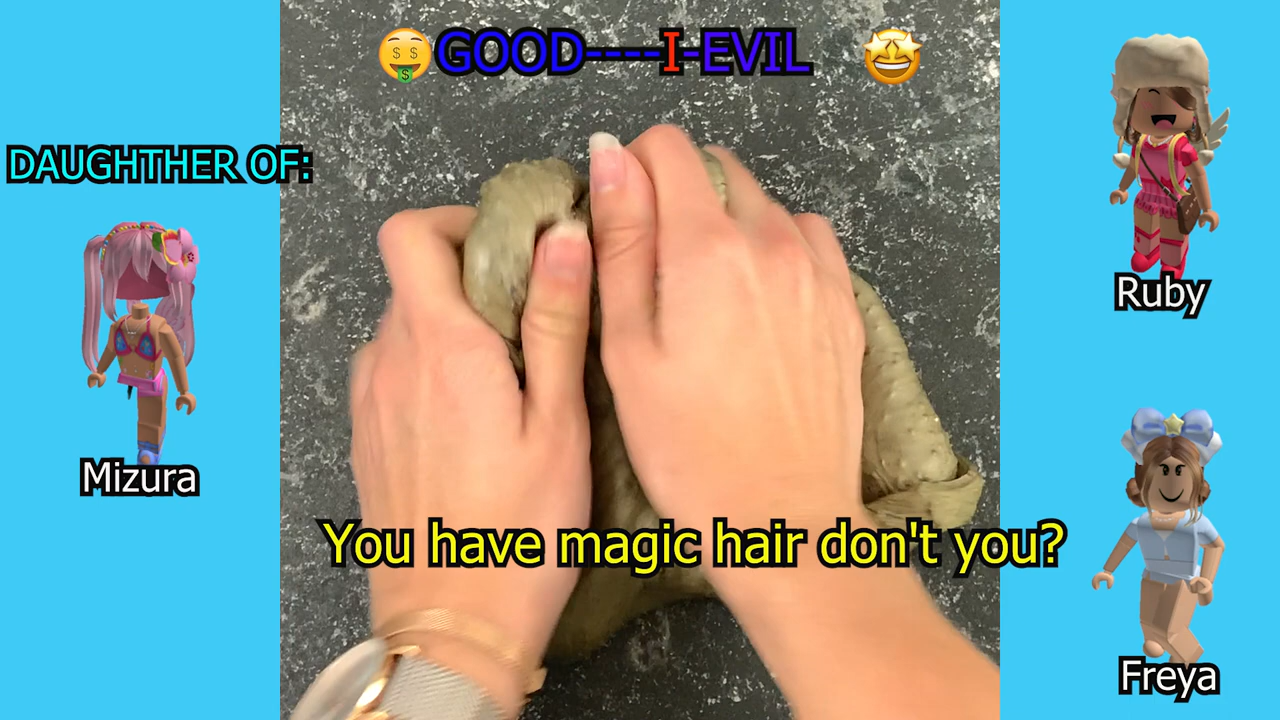 GOOD----I-EVIL
DAUGHTHER OF:
Ruby
Mizura
You have magic hair don't you?
Freya